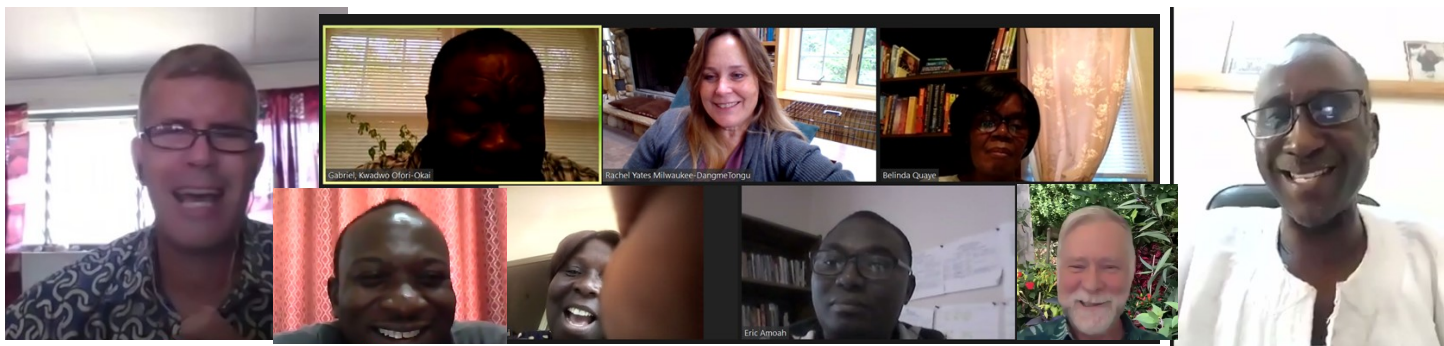 Gabriel, Kwadwo Ofori-Okai
Rachel Yates Milwaukee-DangmeTongu
Belinda Quaye
Eric Amoah